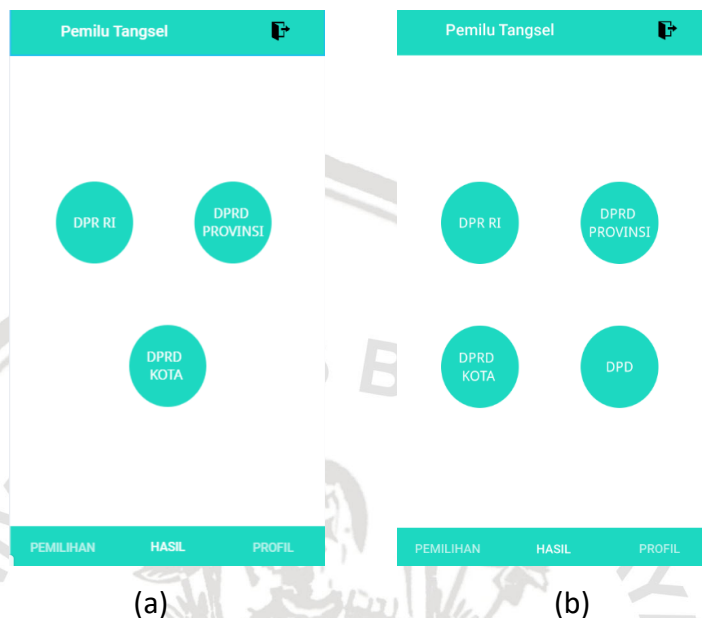 Pemilu Tangsel
DPR RI
DPRD
PROVINSI
DPRD
KOTA
PEMILIHAN HASIL PROFIL
(a)
Pemilu Tangsel
DPR RI
DPRD
PROVINSI
DPRD
KOTA
DPD
PEMILIHAN HASIL PROFIL
(b)